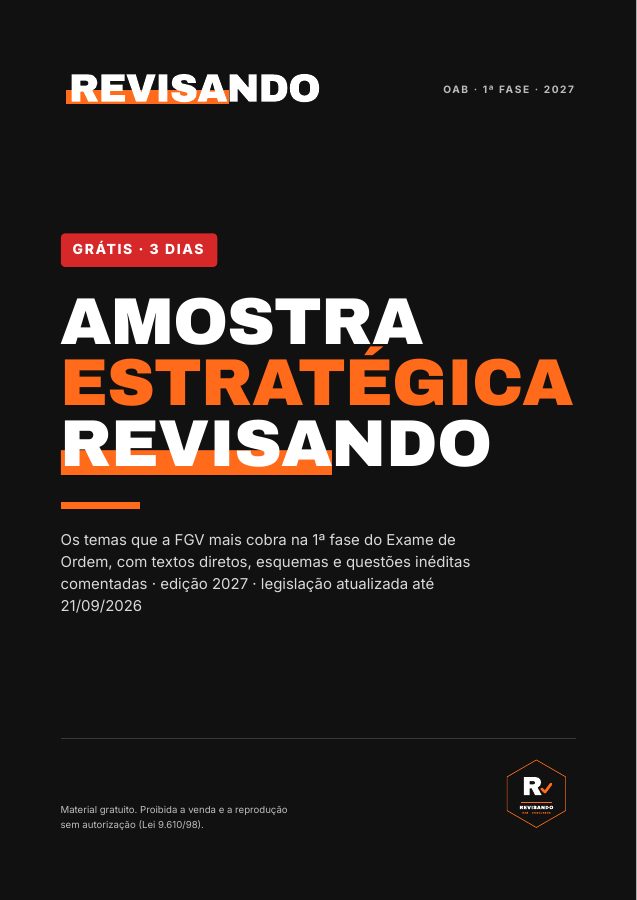 REVISANDO
OAB · 1ª FASE · 2027
GRÁTIS · 3 DIAS
AMOSTRA
ESTRATÉGICA
REVISANDO
Os temas que a FGV mais cobra na 1ª fase do Exame de
Ordem, com textos diretos, esquemas e questões inéditas
comentadas · edição 2027 · legislação atualizada até
21/09/2026
Material gratuito. Proibida a venda e a reprodução
sem autorização (Lei 9.610/98).
R
REVISANDO